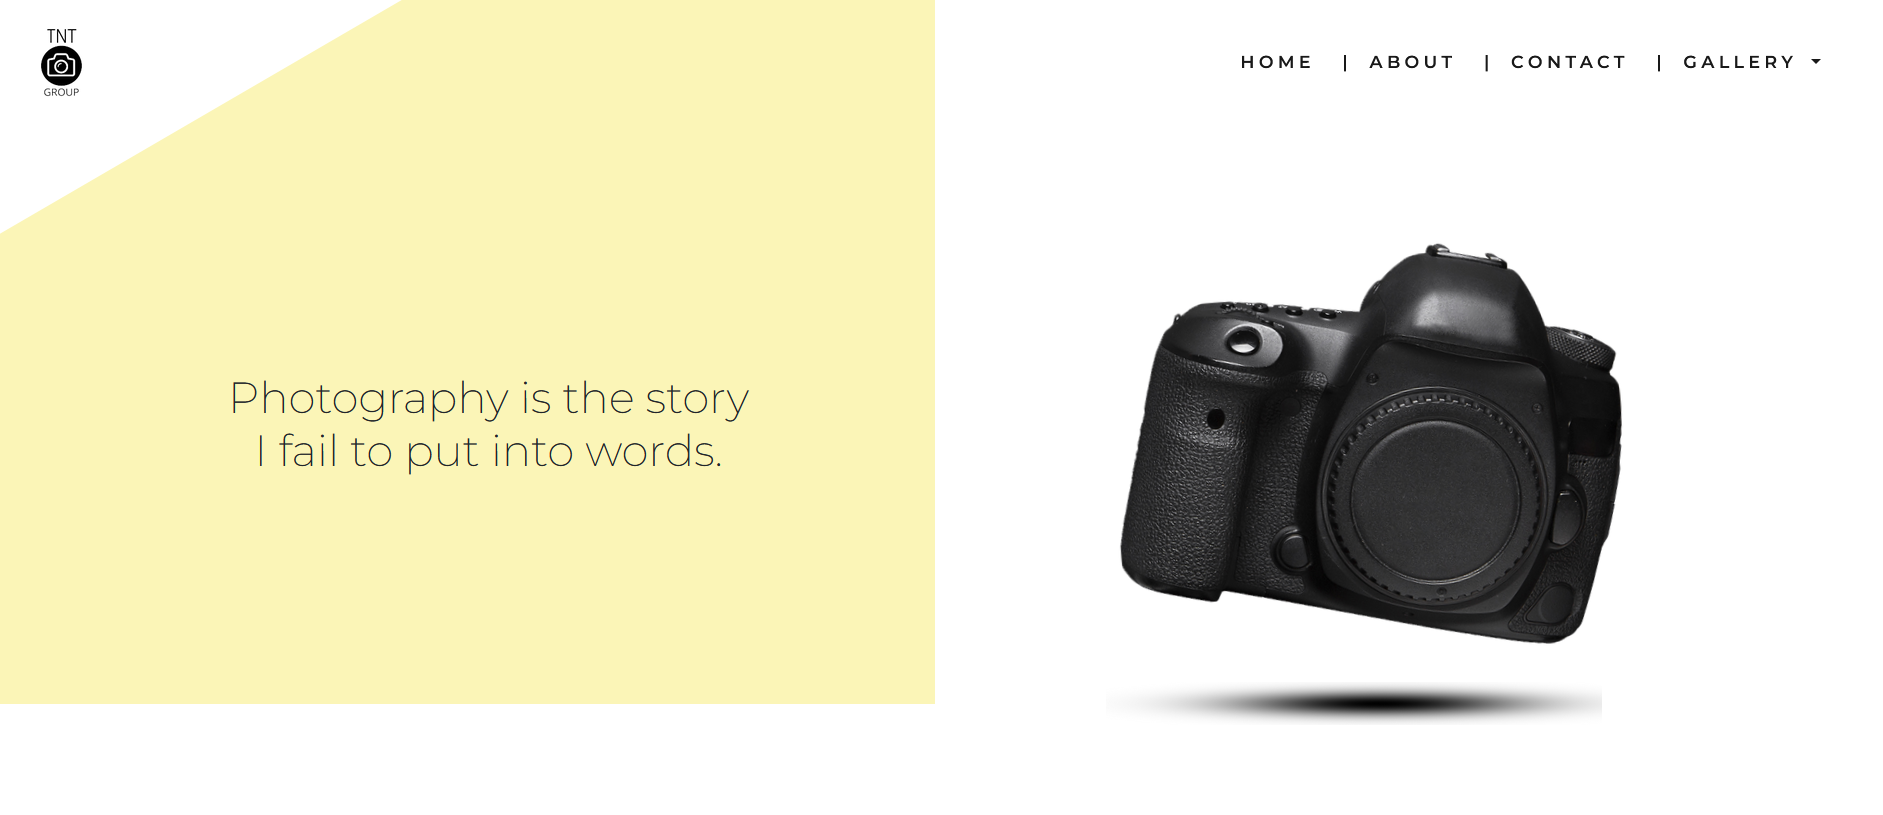 TNT
GROUP
HOME | ABOUT | CONTACT | GALLERY
Photography is the story
I fail to put into words.